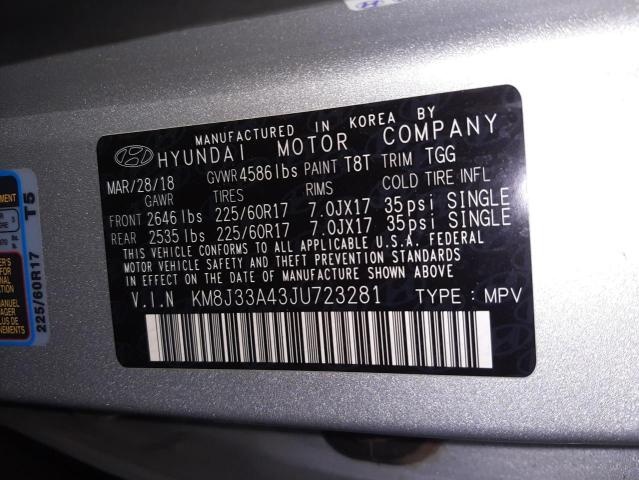 MANUFACTURED IN KOREA BY
HYUNDAI MOTOR COMPANY
MAR/28/18 GVWR 4586lbs PAINT T8T TRIM TGG
GAWR TIRES RIMS COLD TIRE INFL
FRONT 2646 lbs 225/60R17 7.0JX17 35psi SINGLE
REAR 2535 lbs 225/60R17 7.0JX17 35psi SINGLE
THIS VEHICLE CONFORMS TO ALL APPLICABLE U.S.A. FEDERAL
MOTOR VEHICLE SAFETY AND THEFT PREVENTION STANDARDS
IN EFFECT ON THE DATE OF MANUFACTURE SHOWN ABOVE.
V.I.N KM8J33A43JU723281 TYPE : MPV
225/60R17 T5